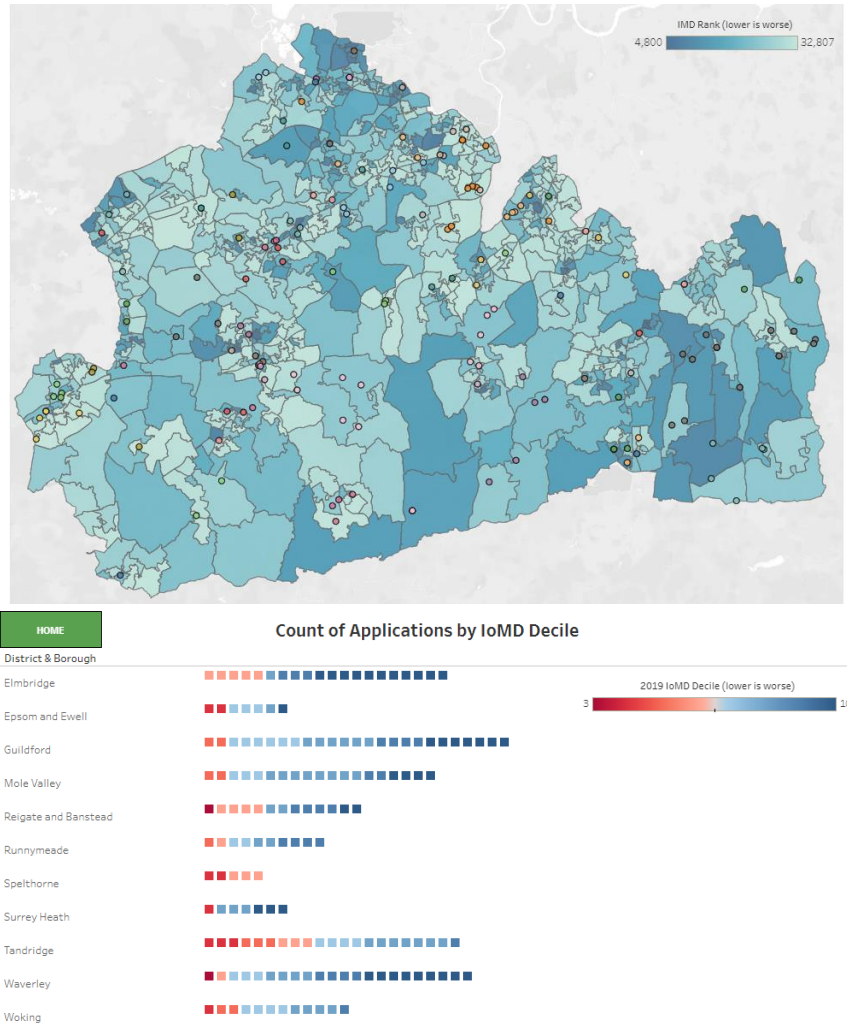 IMD Rank (lower is worse)
4,800 32,807
HOME
Count of Applications by IoMD Decile
District & Borough
Elmbridge
2019 IoMD Decile (lower is worse)
3 10
Epsom and Ewell
Guildford
Mole Valley
Reigate and Banstead
Runnymeade
Spelthorne
Surrey Heath
Tandridge
Waverley
Woking